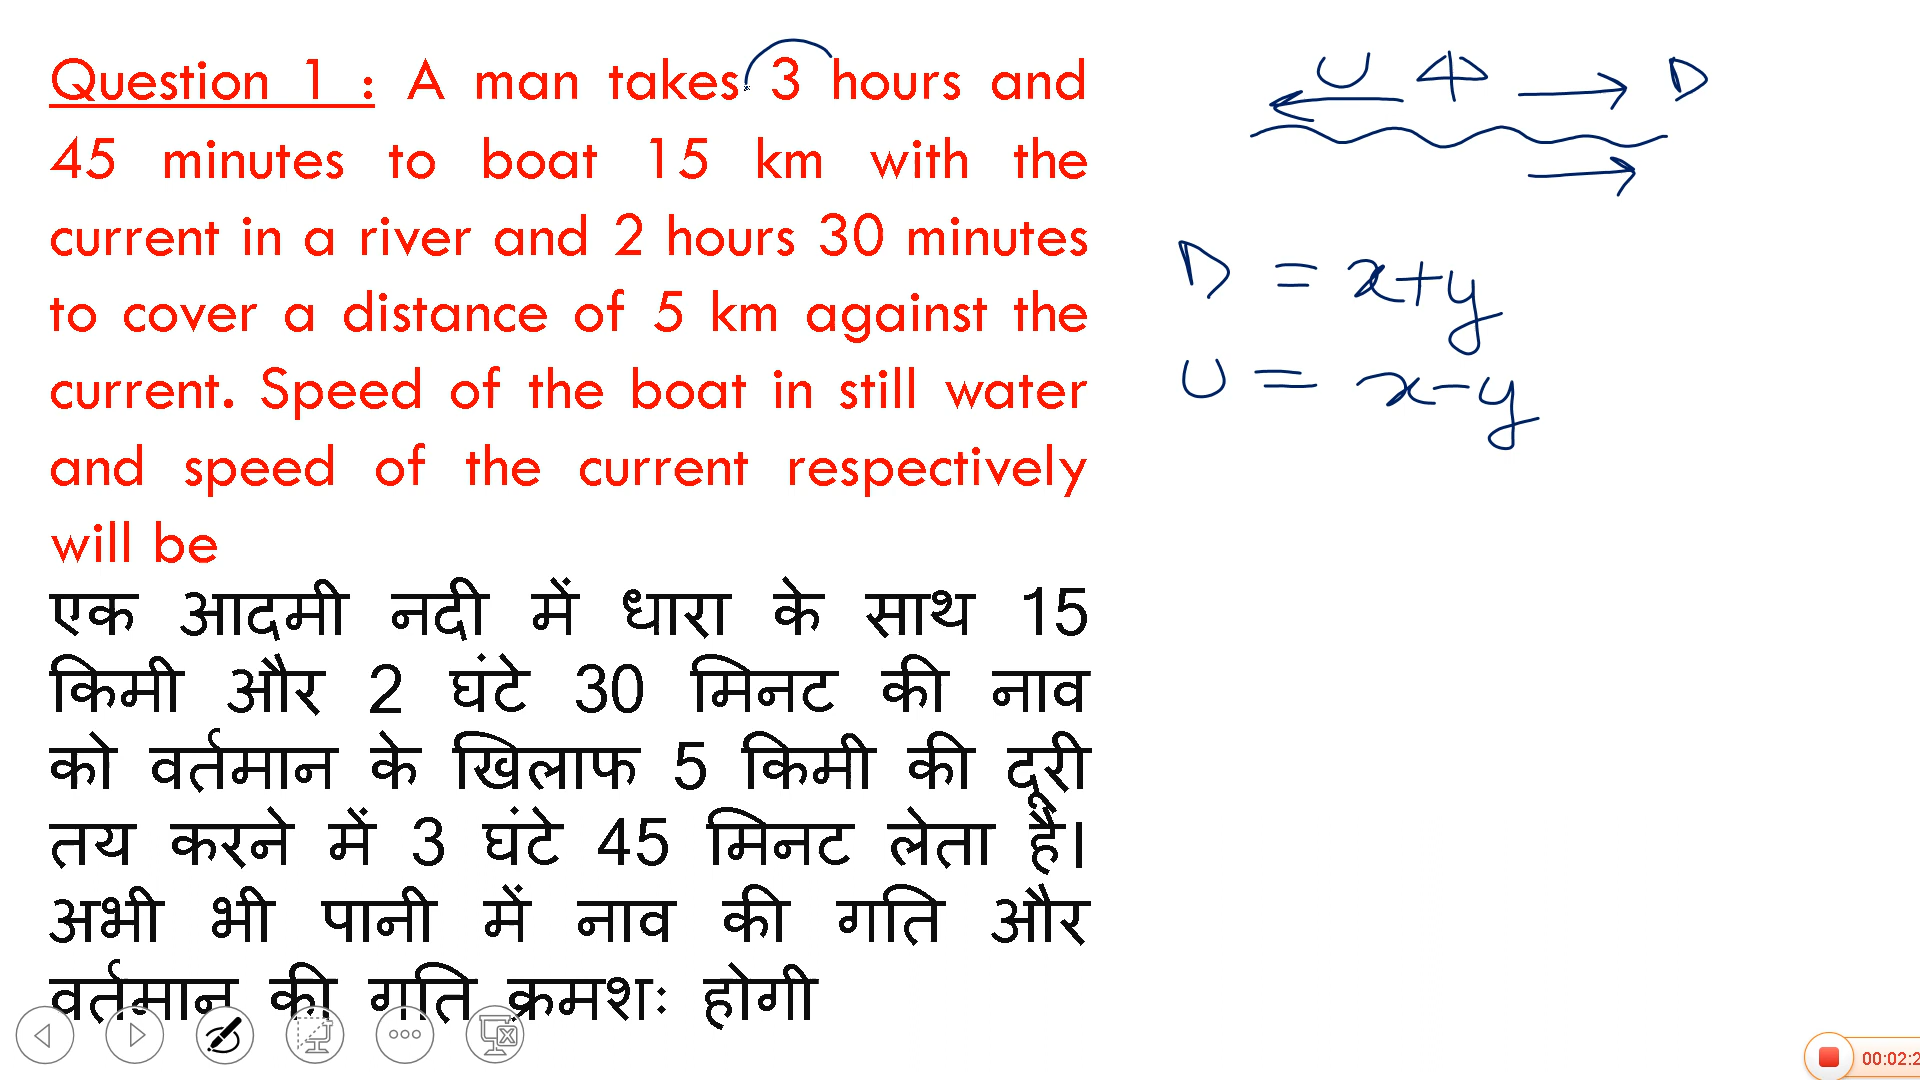 Question 1 : A man takes 3 hours and
45 minutes to boat 15 km with the
current in a river and 2 hours 30 minutes
to cover a distance of 5 km against the
current. Speed of the boat in still water
and speed of the current respectively
will be
एक आदमी नदी में धारा के साथ 15
किमी और 2 घंटे 30 मिनट की नाव
को वर्तमान के खिलाफ 5 किमी की दूरी
तय करने में 3 घंटे 45 मिनट लेता है।
अभी भी पानी में नाव की गति और
वर्तमान की गति क्रमशः होगी
U D
D = x+y
U = x-y
00:02:2